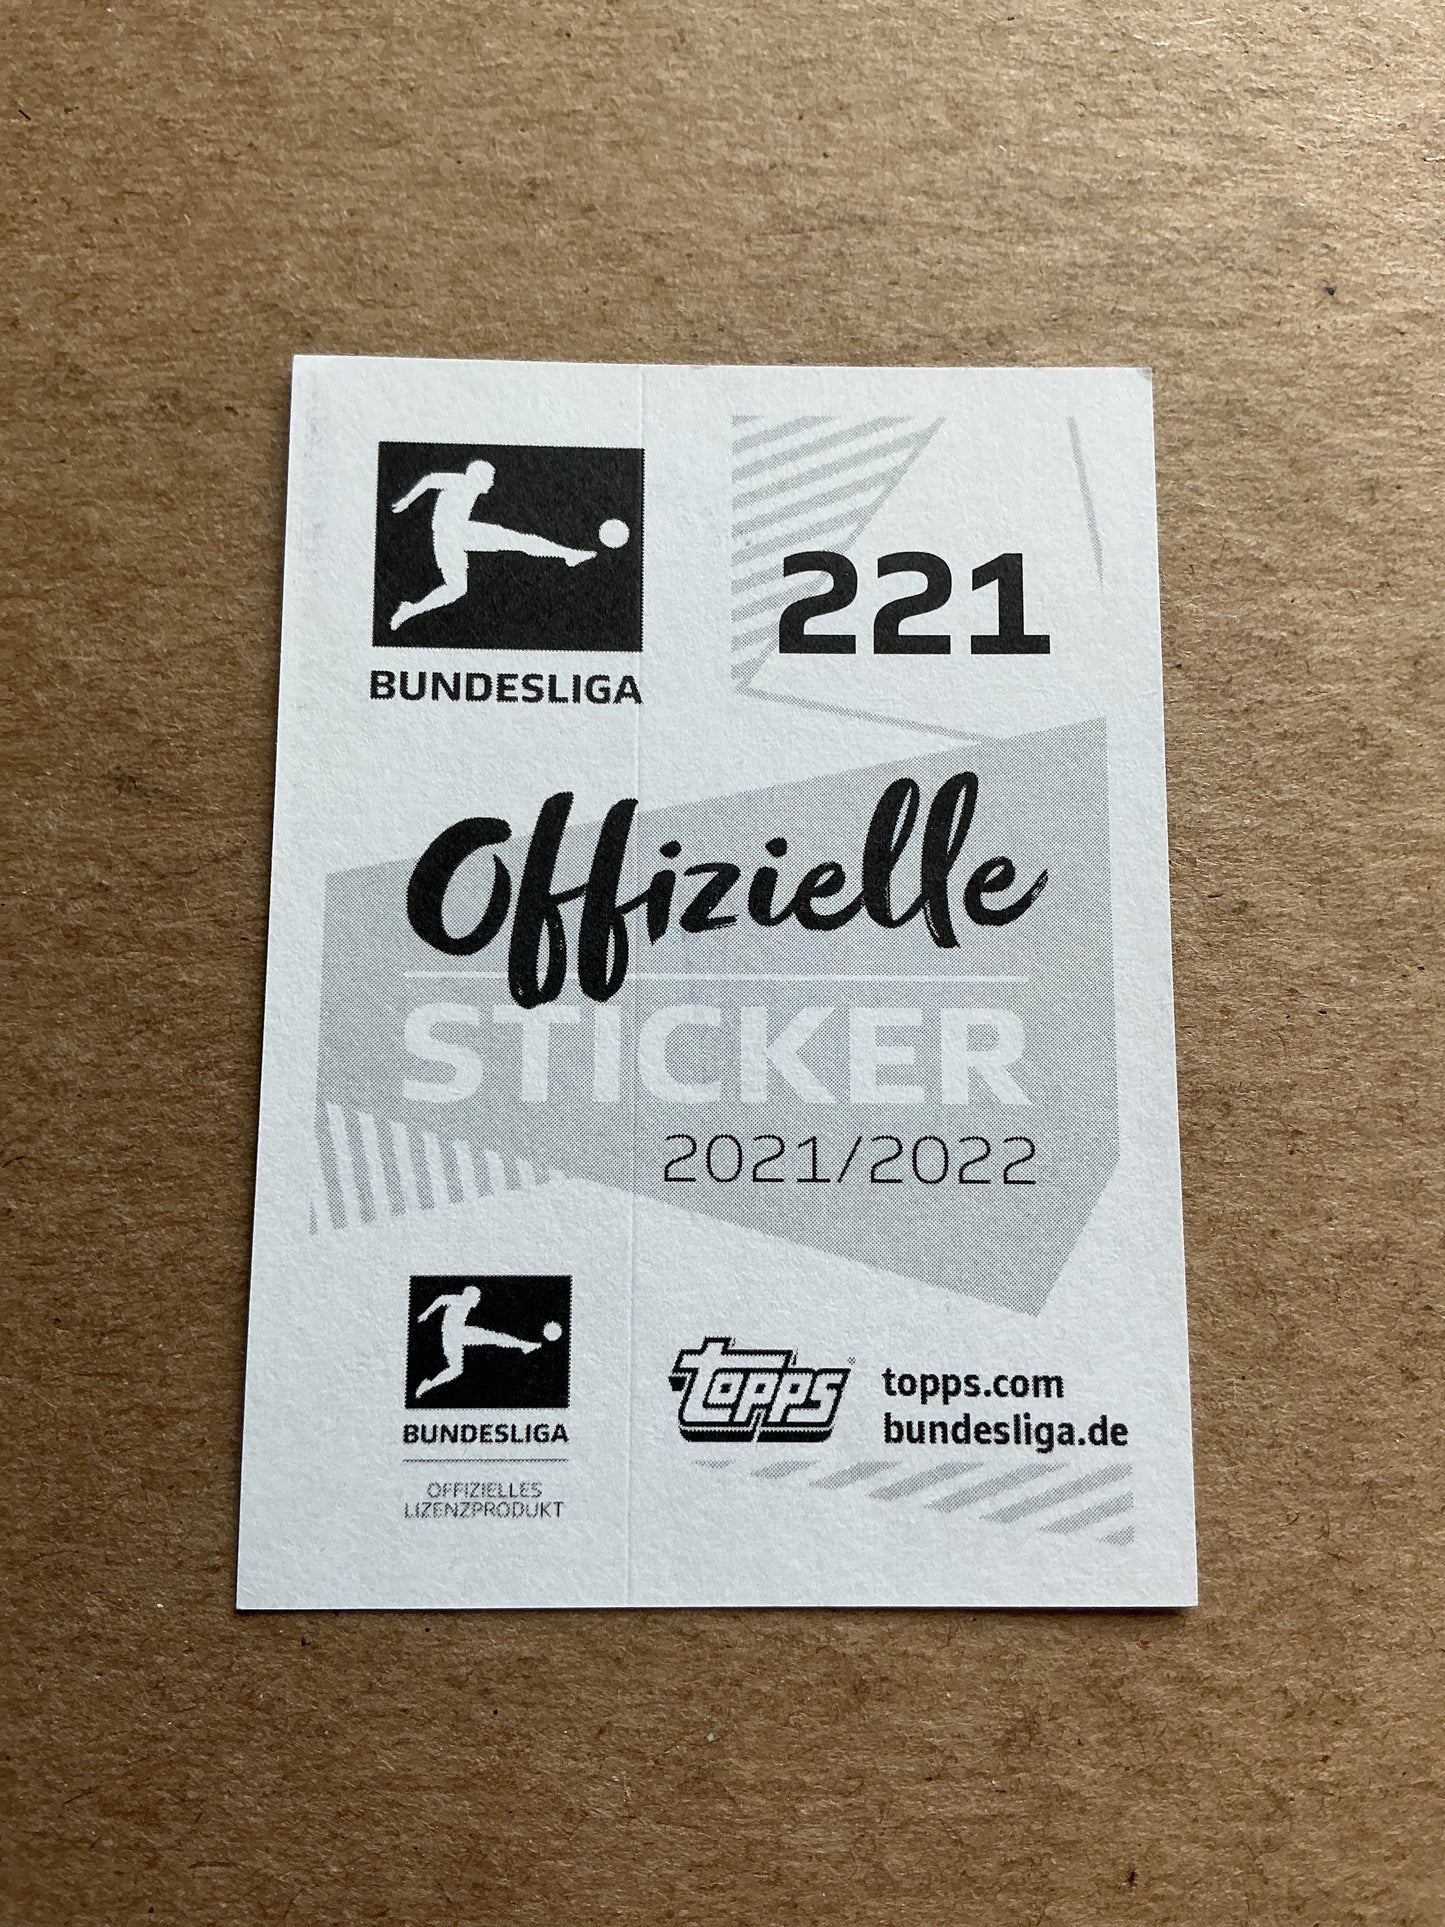 BUNDESLIGA
221
Offizielle
STICKER
2021/2022
BUNDESLIGA
OFFIZIELLES
LIZENZPRODUKT
topps®
topps.com
bundesliga.de